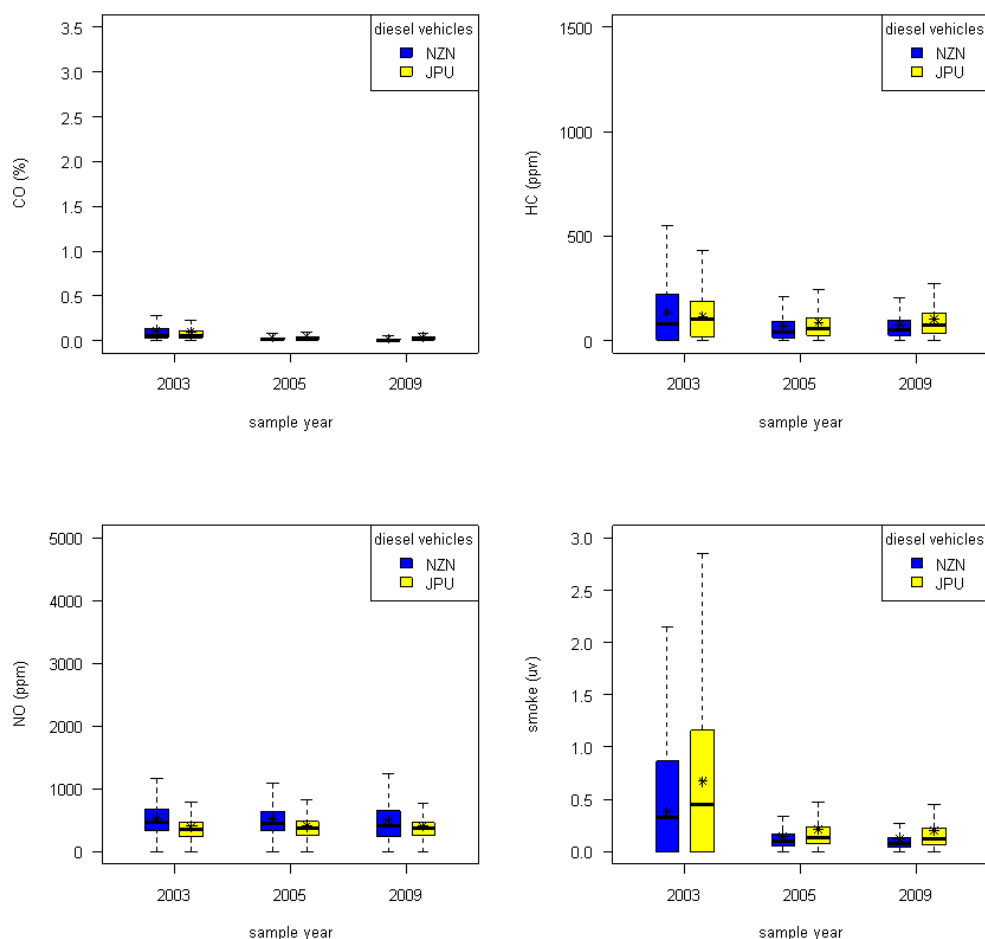 diesel vehicles
NZN
JPU
3.5
3.0
2.5
2.0
1.5
1.0
0.5
0.0
CO (%)
2003 2005 2009
sample year
diesel vehicles
NZN
JPU
1500
1000
500
0
HC (ppm)
2003 2005 2009
sample year
diesel vehicles
NZN
JPU
5000
4000
3000
2000
1000
0
NO (ppm)
2003 2005 2009
sample year
diesel vehicles
NZN
JPU
3.0
2.5
2.0
1.5
1.0
0.5
0.0
smoke (uv)
2003 2005 2009
sample year